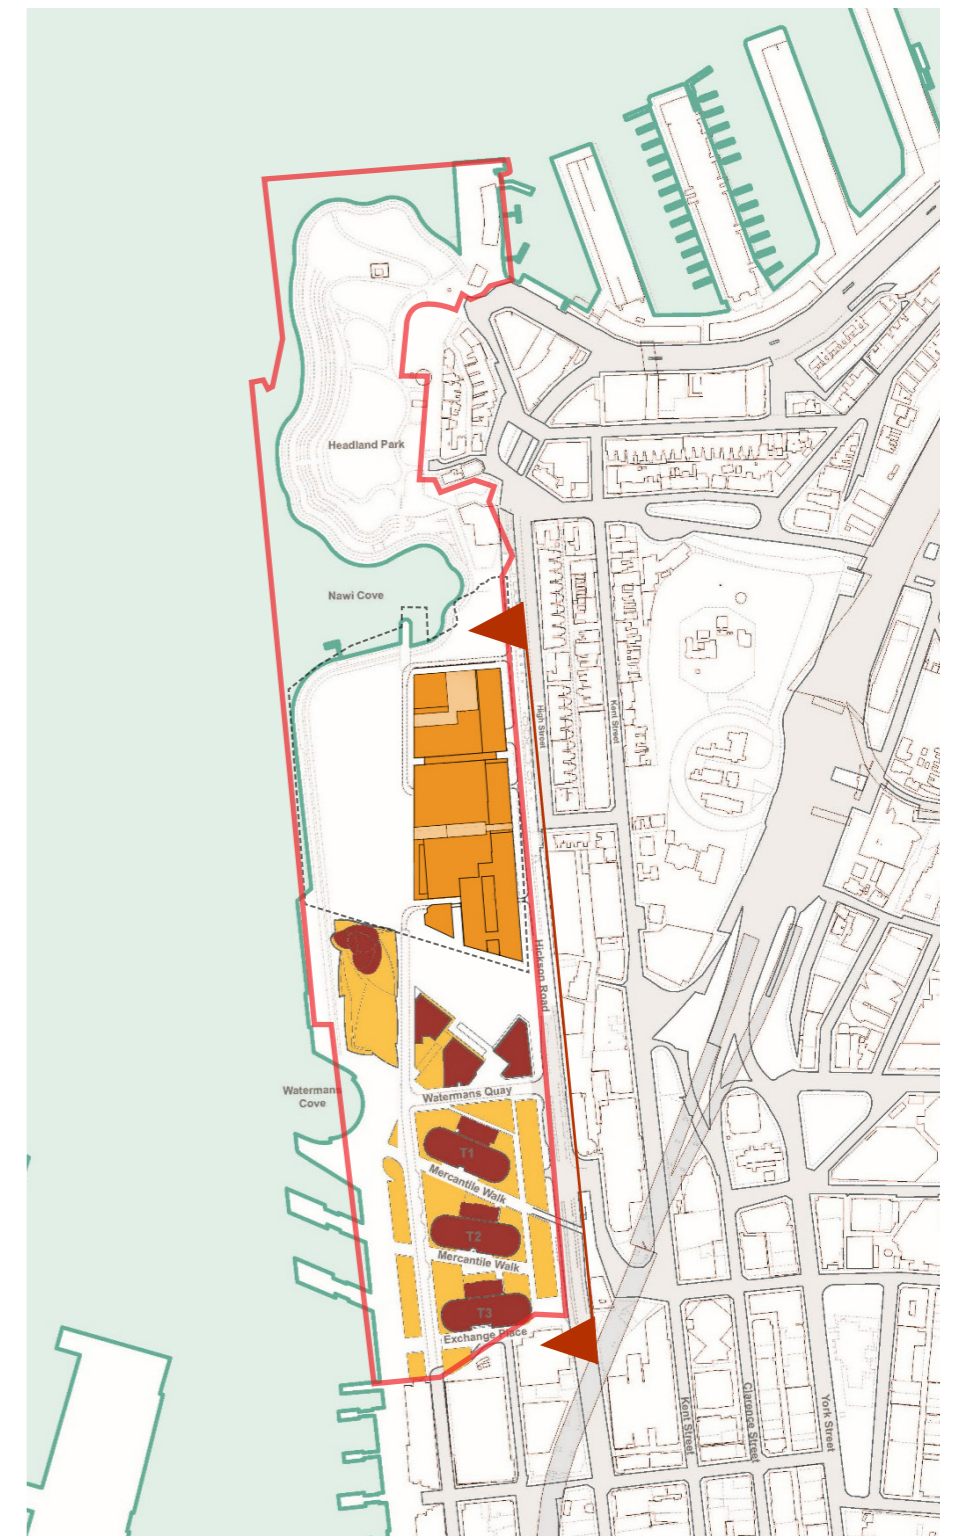 Headland Park
Nawi Cove
High Street
Kent Street
Hickson Road
Watermans
Cove
Watermans Quay
T1
Mercantile Walk
T2
Mercantile Walk
T3
Exchange Place
Kent Street
Clarence Street
York Street